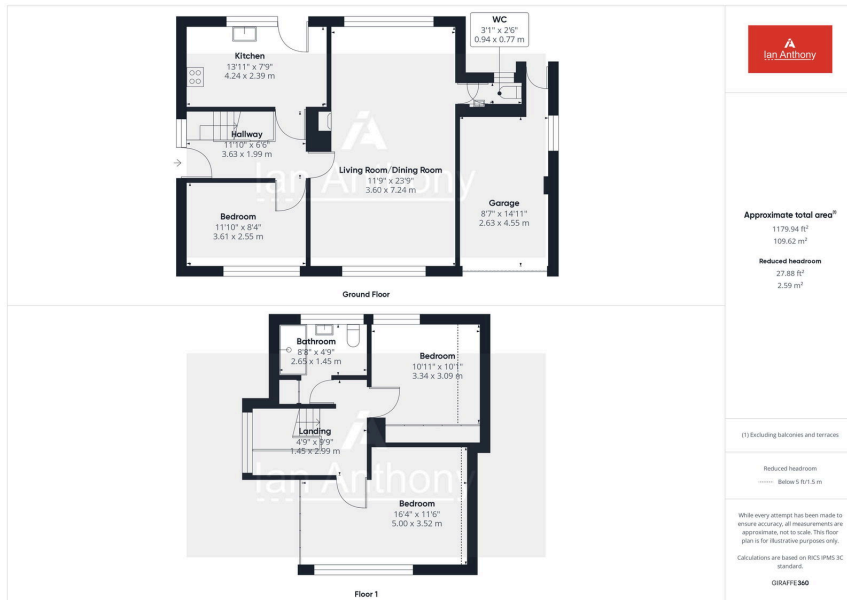 WC
3'1" x 2'6"
0.94 x 0.77 m
Kitchen
13'11" x 7'9"
4.24 x 2.39 m
Hallway
11'10" x 6'6"
3.63 x 1.99 m
Living Room/Dining Room
11'9" x 23'9"
3.60 x 7.24 m
Ian Anthony
Garage
8'7" x 14'11"
2.63 x 4.55 m
Bedroom
11'10" x 8'4"
3.61 x 2.55 m
Ground Floor
Bathroom
8'8" x 4'9"
2.65 x 1.45 m
Bedroom
10'11" x 10'1"
3.34 x 3.09 m
Landing
4'9" x 9'9"
1.45 x 2.99 m
Ian Anthony
Bedroom
16'4" x 11'6"
5.00 x 3.52 m
Floor 1
Ian Anthony
Approximate total area⁽¹⁾
1179.94 ft²
109.62 m²
Reduced headroom
27.88 ft²
2.59 m²
(1) Excluding balconies and terraces
Reduced headroom
Below 5 ft/1.5 m
While every attempt has been made to
ensure accuracy, all measurements are
approximate, not to scale. This floor
plan is for illustrative purposes only.
Calculations are based on RICS IPMS 3C
standard.
GIRAFFE360